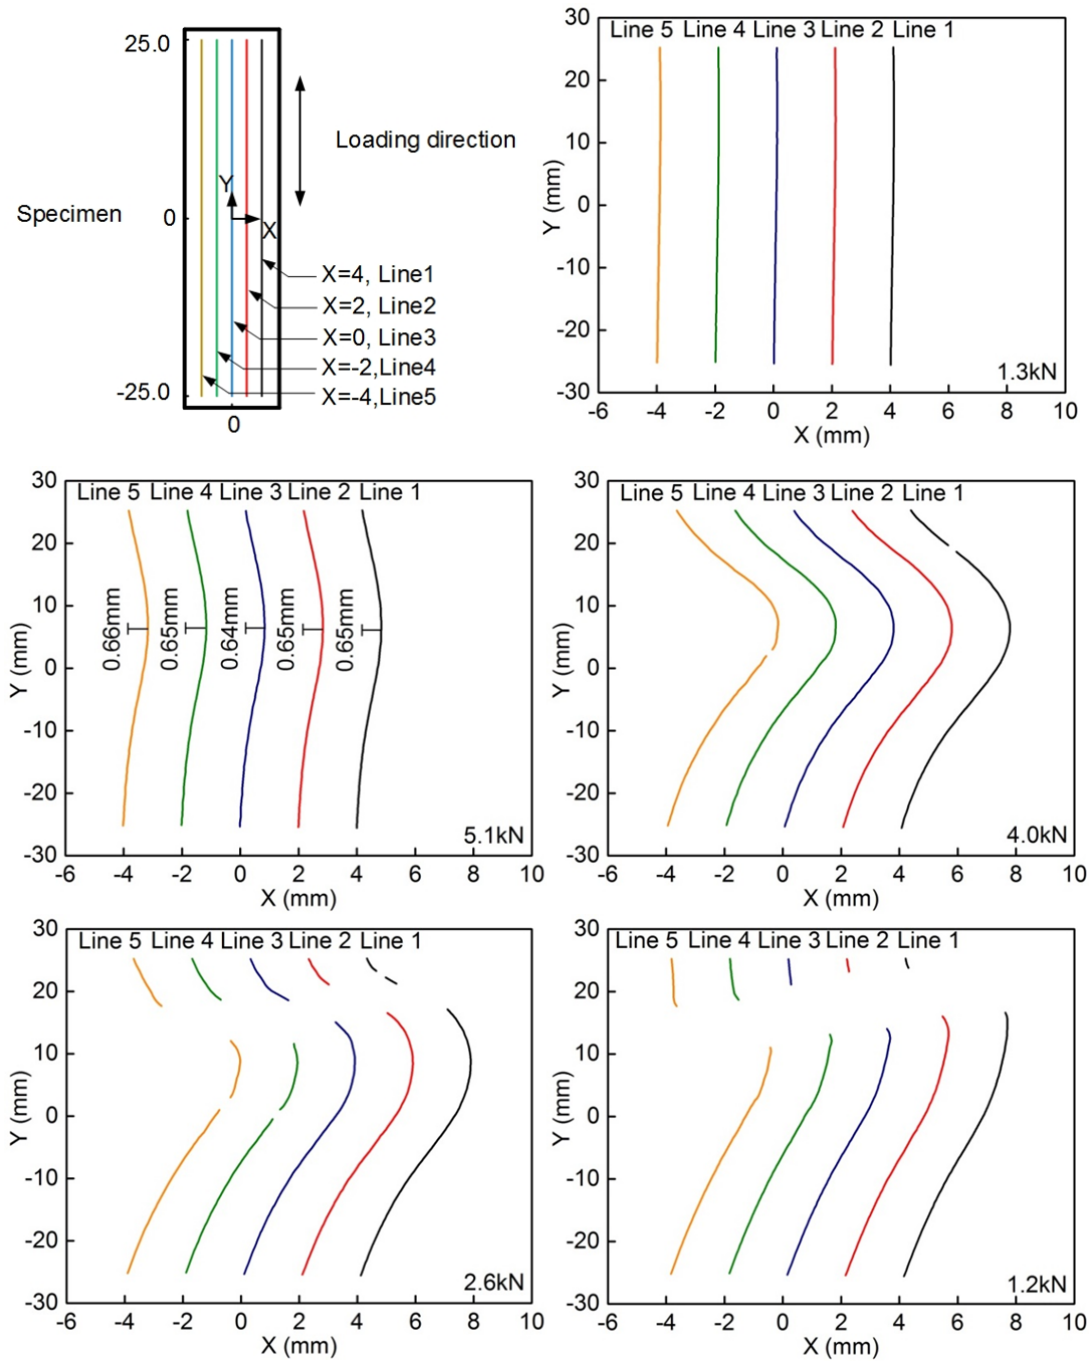 25.0
Loading direction
Y
Specimen
0
X
X=4, Line1
X=2, Line2
X=0, Line3
X=-2,Line4
X=-4,Line5
-25.0
0
30
Line 5 Line 4 Line 3 Line 2 Line 1
20
10
Y (mm)
0
-10
-20
-30
1.3kN
-6 -4 -2 0 2 4 6 8 10
X (mm)
30
Line 5 Line 4 Line 3 Line 2 Line 1
20
10
0.66mm 0.65mm 0.64mm 0.65mm 0.65mm
Y (mm)
0
-10
-20
-30
5.1kN
-6 -4 -2 0 2 4 6 8 10
X (mm)
30
Line 5 Line 4 Line 3 Line 2 Line 1
20
10
Y (mm)
0
-10
-20
-30
4.0kN
-6 -4 -2 0 2 4 6 8 10
X (mm)
30
Line 5 Line 4 Line 3 Line 2 Line 1
20
10
Y (mm)
0
-10
-20
-30
2.6kN
-6 -4 -2 0 2 4 6 8 10
X (mm)
30
Line 5 Line 4 Line 3 Line 2 Line 1
20
10
Y (mm)
0
-10
-20
-30
1.2kN
-6 -4 -2 0 2 4 6 8 10
X (mm)